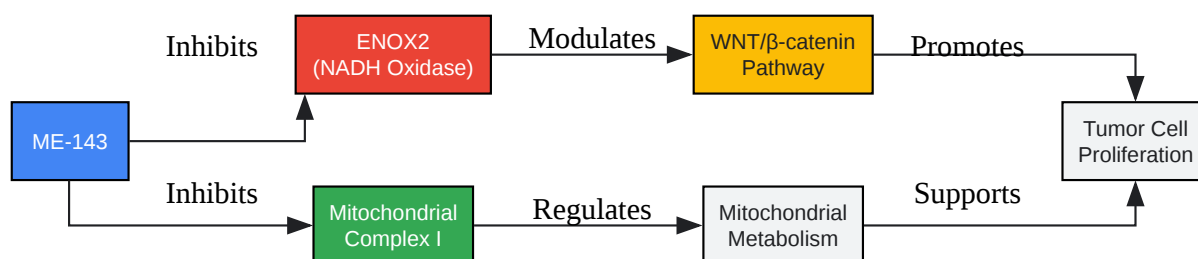 Inhibits
ENOX2
(NADH Oxidase)
Modulates
WNT/β-catenin
Pathway
Promotes
ME-143
Tumor Cell
Proliferation
Inhibits
Mitochondrial
Complex I
Regulates
Mitochondrial
Metabolism
Supports